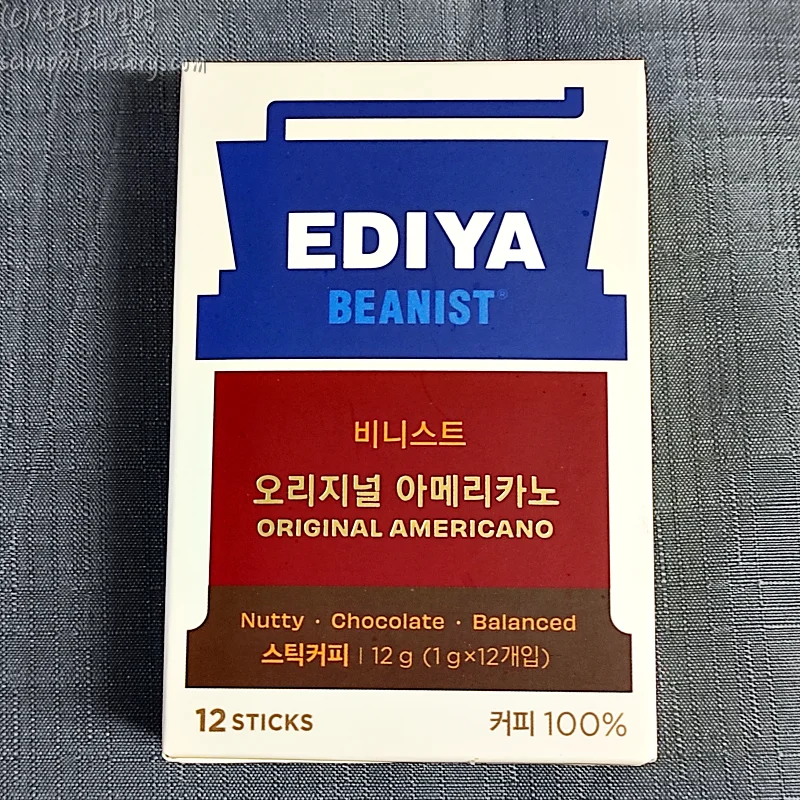 EDIYA
BEANIST®
비니스트
오리지널 아메리카노
ORIGINAL AMERICANO
Nutty · Chocolate · Balanced
스틱커피 | 12 g (1 g×12개입)
12 STICKS
커피 100%